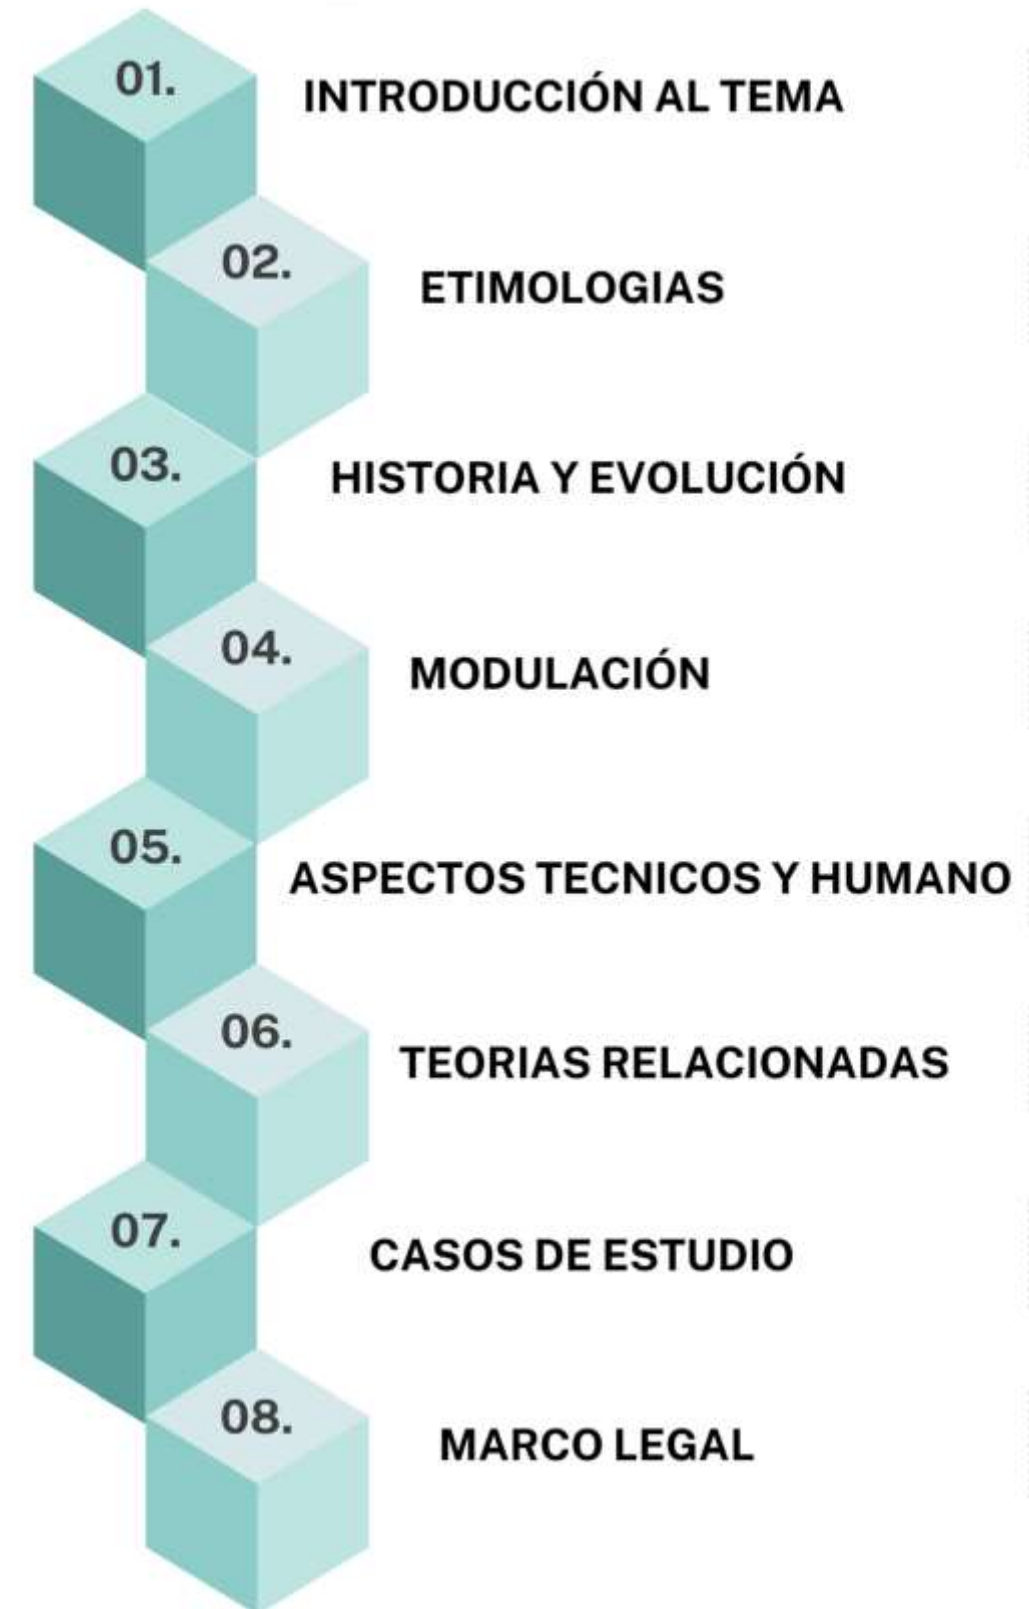 01.
INTRODUCCIÓN AL TEMA
02.
ETIMOLOGIAS
03.
HISTORIA Y EVOLUCIÓN
04.
MODULACIÓN
05.
ASPECTOS TECNICOS Y HUMANO
06.
TEORIAS RELACIONADAS
07.
CASOS DE ESTUDIO
08.
MARCO LEGAL